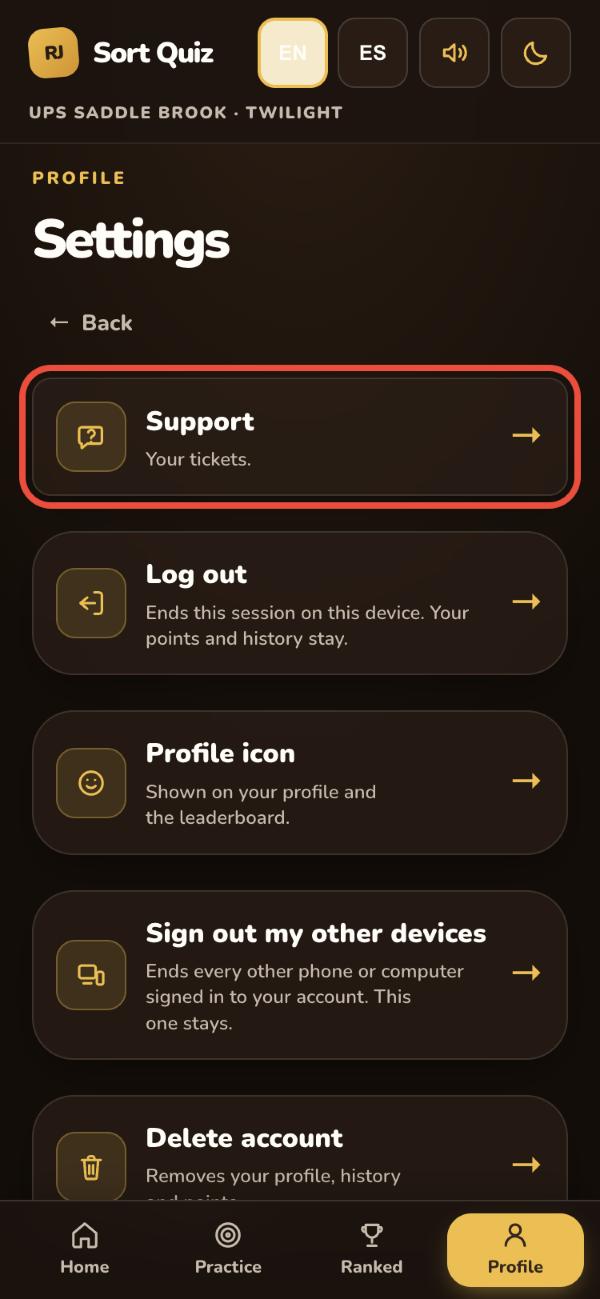 RJ
Sort Quiz
EN
ES
UPS SADDLE BROOK · TWILIGHT
PROFILE
Settings
← Back
Support
Your tickets.
Log out
Ends this session on this device. Your
points and history stay.
Profile icon
Shown on your profile and
the leaderboard.
Sign out my other devices
Ends every other phone or computer
signed in to your account. This
one stays.
Delete account
Removes your profile, history
and points.
Home
Practice
Ranked
Profile